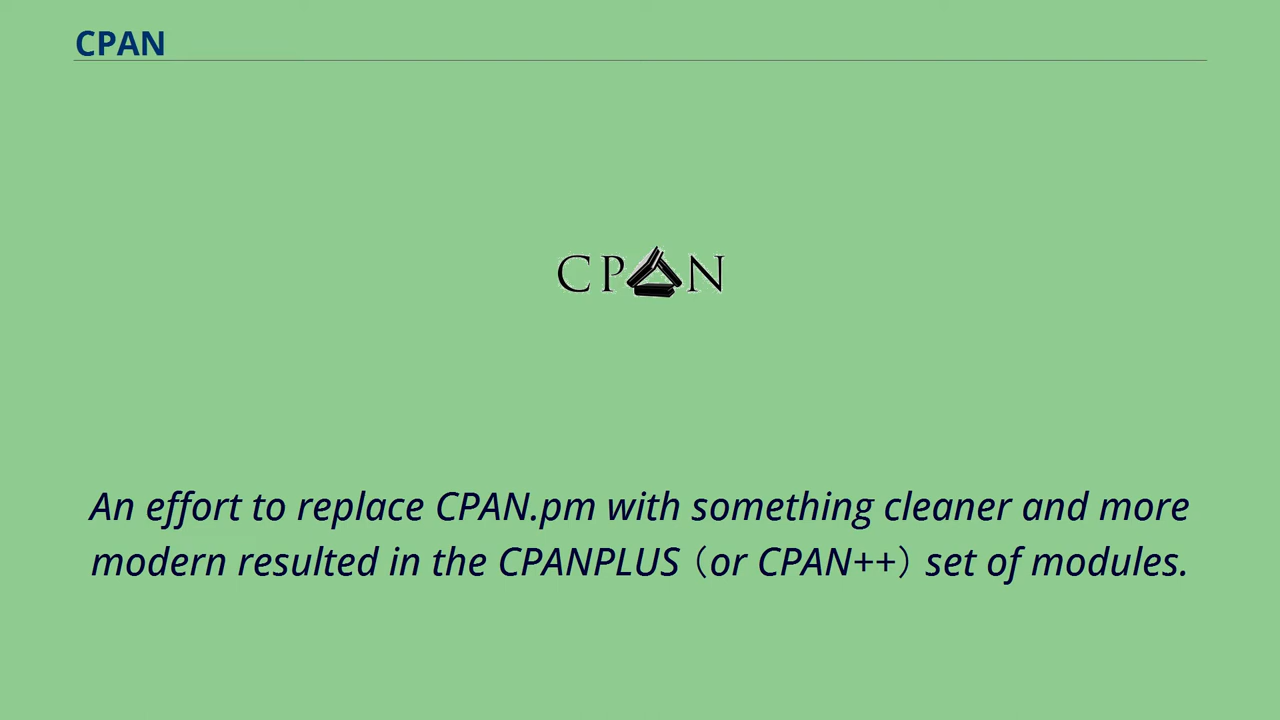 CPAN
CPAN
An effort to replace CPAN.pm with something cleaner and more
modern resulted in the CPANPLUS（or CPAN++）set of modules.